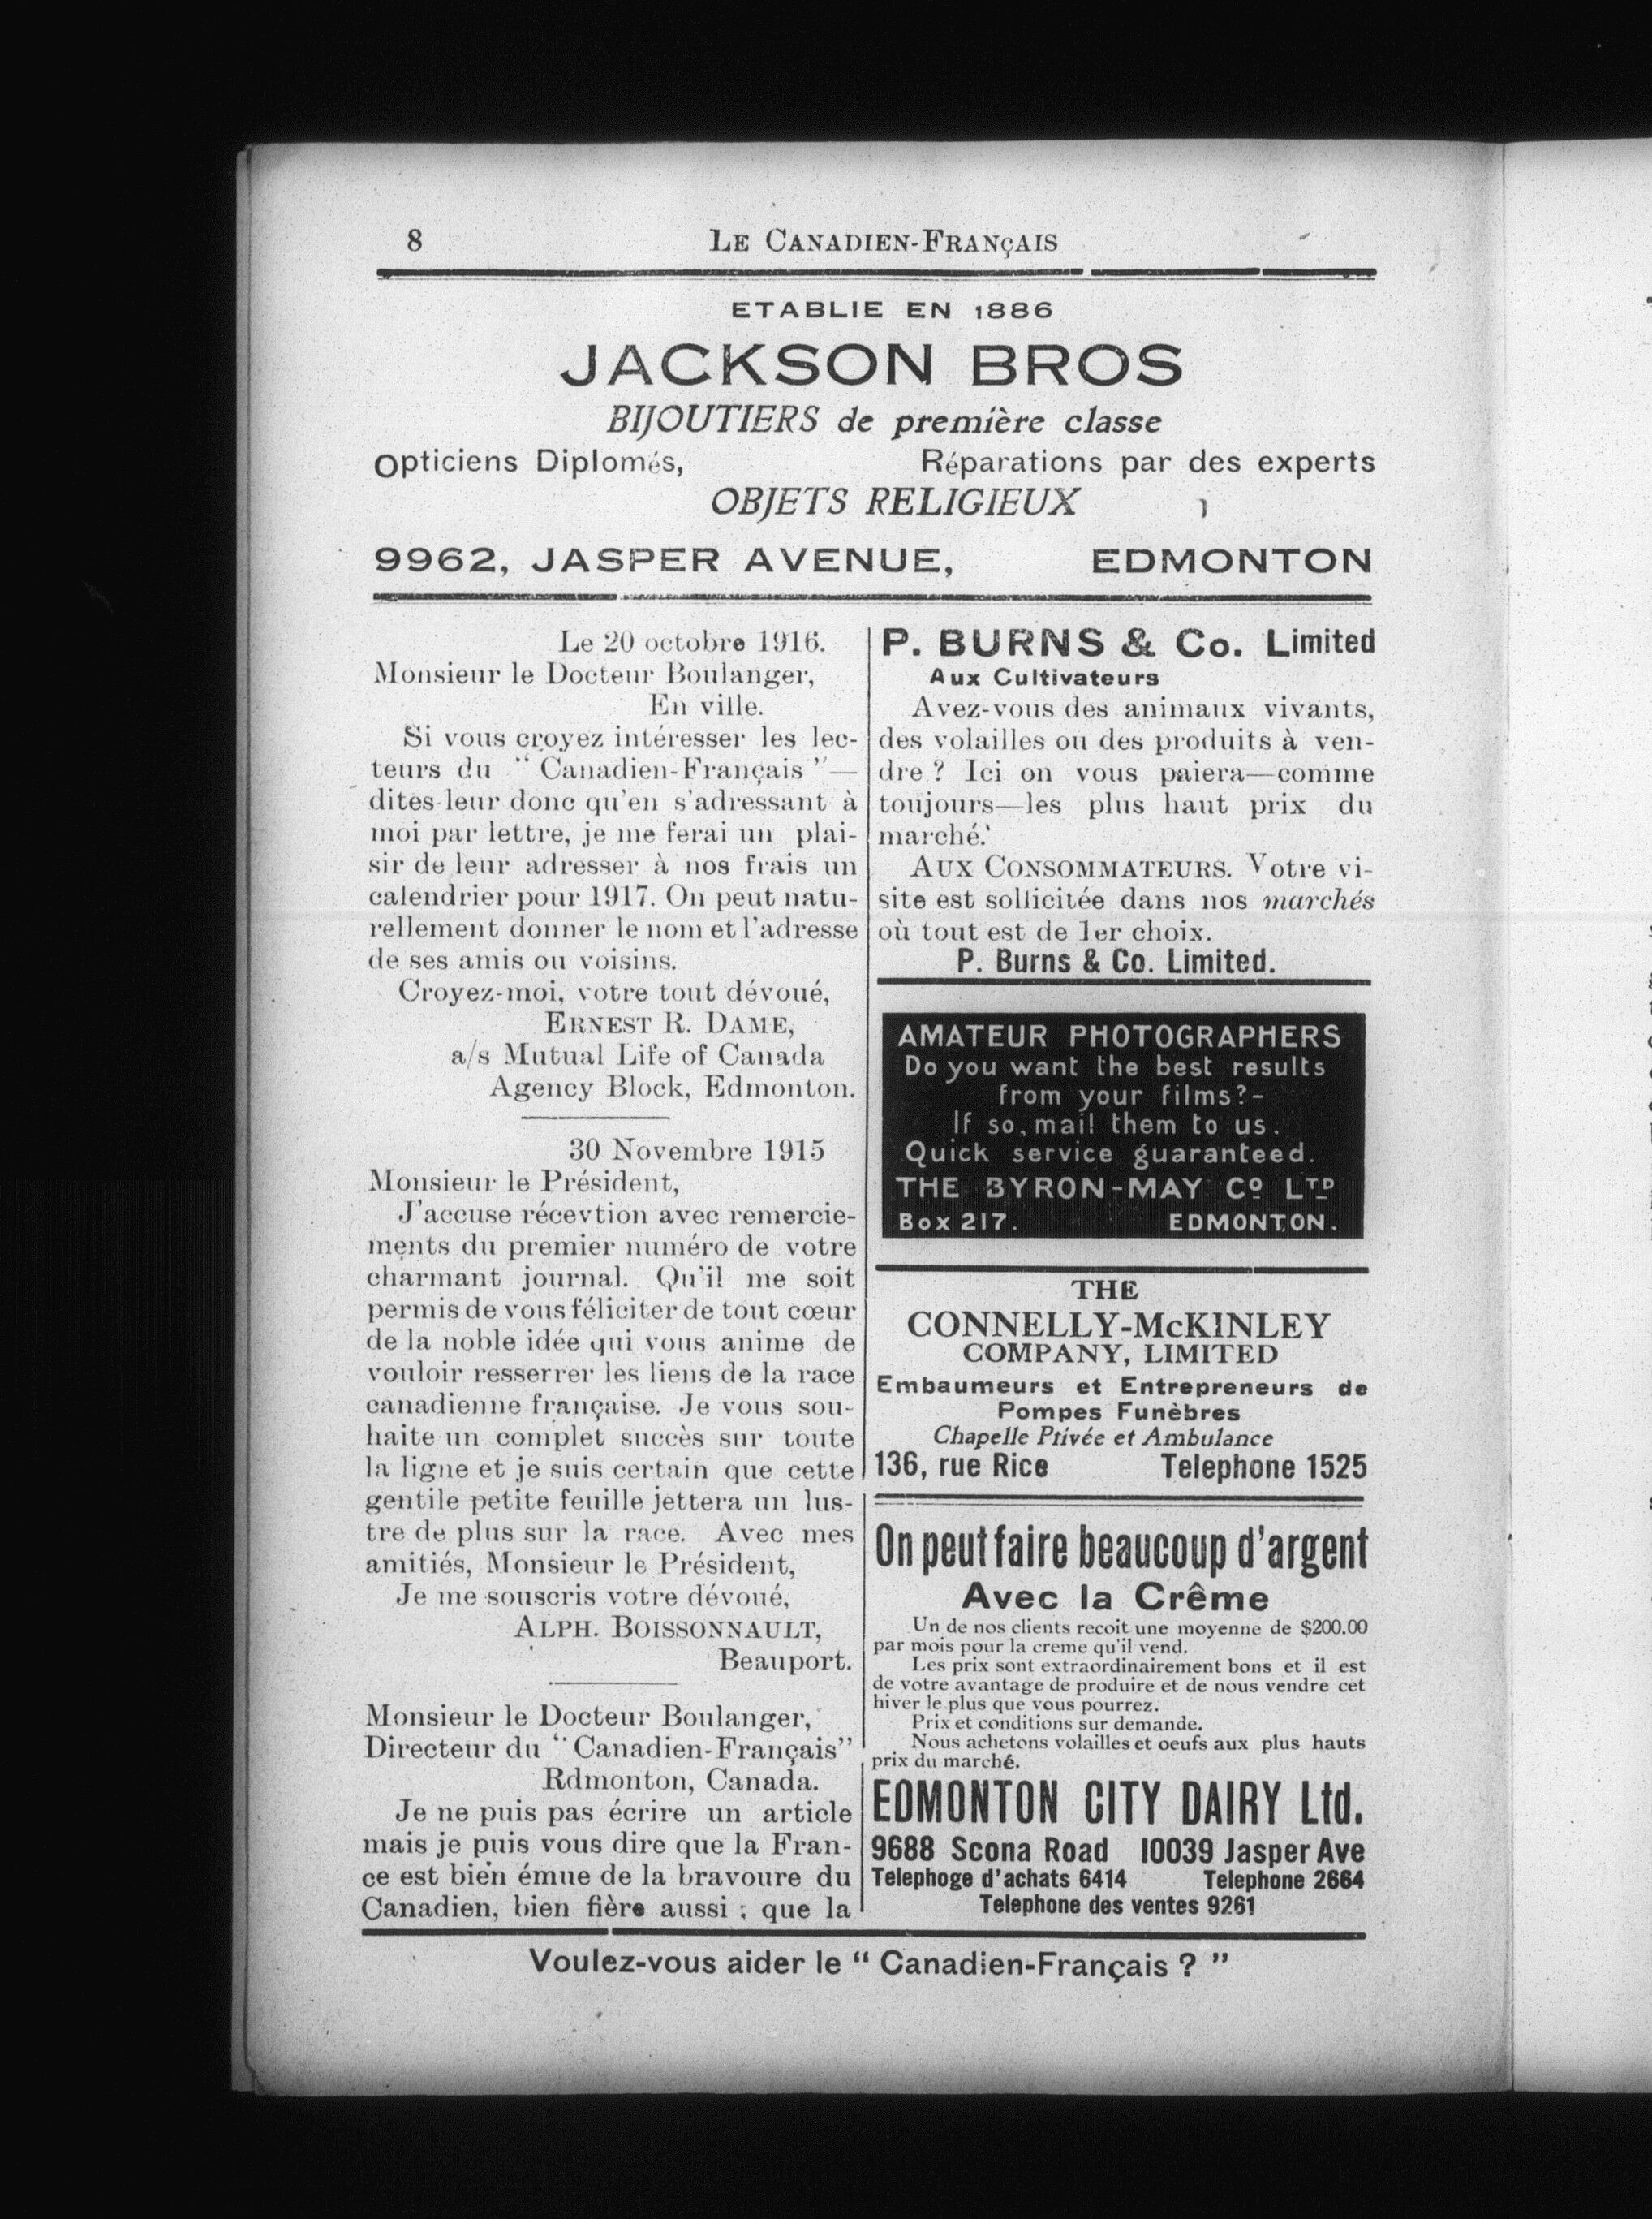 8 LE CANADIEN-FRANçAIS
ETABLIE EN 1886
JACKSON BROS
BIJOUTIERS de première classe
Opticiens Diplomés, Réparations par des experts
OBJETS RELIGIEUX
9962, JASPER AVENUE, EDMONTON
Le 20 octobre 1916.
Monsieur le Docteur Boulanger,
En ville.
Si vous croyez intéresser les lec-
teurs du " Canadien-Français "—
dites-leur donc qu'en s'adressant à
moi par lettre, je me ferai un plai-
sir de leur adresser à nos frais un
calendrier pour 1917. On peut natu-
rellement donner le nom et l'adresse
de ses amis ou voisins.
Croyez-moi, votre tout dévoué,
ERNEST R. DAME,
a/s Mutual Life of Canada
Agency Block, Edmonton.
30 Novembre 1915
Monsieur le Président,
J'accuse récevtion avec remercie-
ments du premier numéro de votre
charmant journal. Qu'il me soit
permis de vous féliciter de tout cœur
de la noble idée qui vous anime de
vouloir resserrer les liens de la race
canadienne française. Je vous sou-
haite un complet succès sur toute
la ligne et je suis certain que cette
gentile petite feuille jettera un lus-
tre de plus sur la race. Avec mes
amitiés, Monsieur le Président,
Je me souscris votre dévoué,
ALPH. BOISSONNAULT,
Beauport.
Monsieur le Docteur Boulanger,
Directeur du " Canadien-Français"
Rdmonton, Canada.
Je ne puis pas écrire un article
mais je puis vous dire que la Fran-
ce est bien émue de la bravoure du
Canadien, bien fière aussi ; que la
P. BURNS & Co. Limited
Aux Cultivateurs
Avez-vous des animaux vivants,
des volailles ou des produits à ven-
dre ? Ici on vous paiera—comme
toujours—les plus haut prix du
marché.
AUX CONSOMMATEURS. Votre vi-
site est sollicitée dans nos marchés
où tout est de 1er choix.
P. Burns & Co. Limited.
AMATEUR PHOTOGRAPHERS
Do you want the best results
from your films?-
If so, mail them to us.
Quick service guaranteed.
THE BYRON-MAY Co LTD
Box 217. EDMONTON.
THE
CONNELLY-McKINLEY
COMPANY, LIMITED
Embaumeurs et Entrepreneurs de
Pompes Funèbres
Chapelle Ptivée et Ambulance
136, rue Rice Telephone 1525
On peut faire beaucoup d'argent
Avec la Crême
Un de nos clients recoit une moyenne de $200.00
par mois pour la creme qu'il vend.
Les prix sont extraordinairement bons et il est
de votre avantage de produire et de nous vendre cet
hiver le plus que vous pourrez.
Prix et conditions sur demande.
Nous achetons volailles et oeufs aux plus hauts
prix du marché.
EDMONTON CITY DAIRY Ltd.
9688 Scona Road 10039 Jasper Ave
Telephoge d'achats 6414 Telephone 2664
Telephone des ventes 9261
Voulez-vous aider le " Canadien-Français ? "